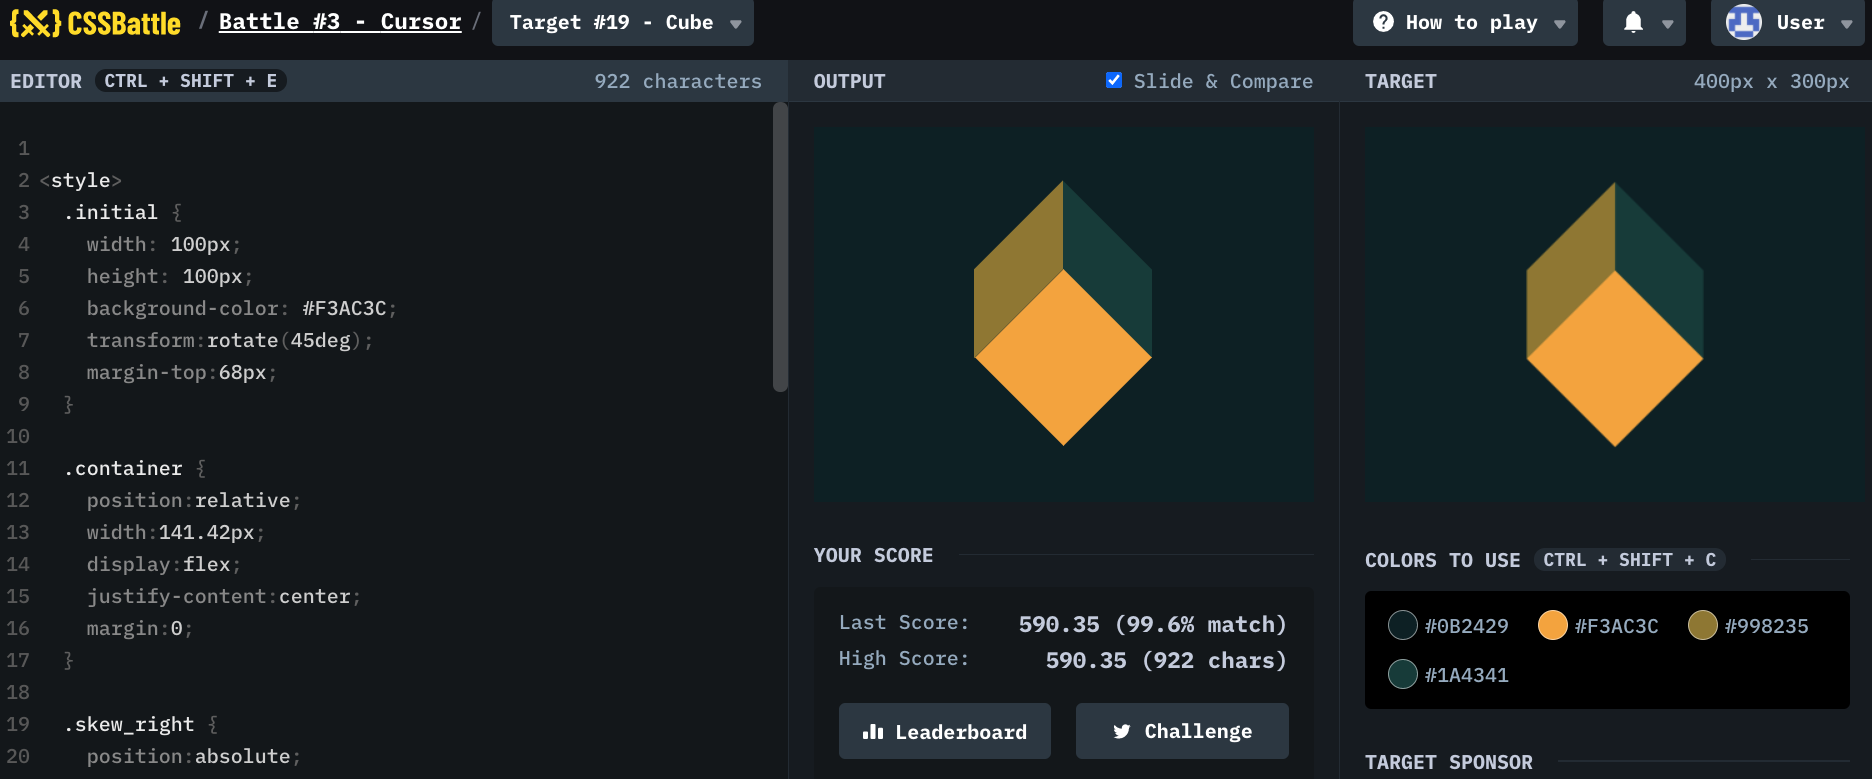 {X} CSSBattle / Battle #3 - Cursor / Target #19 - Cube How to play User
EDITOR CTRL + SHIFT + E 922 characters
1
2 <style>
3 .initial {
4 width: 100px;
5 height: 100px;
6 background-color: #F3AC3C;
7 transform:rotate(45deg);
8 margin-top:68px;
9 }
10
11 .container {
12 position:relative;
13 width:141.42px;
14 display:flex;
15 justify-content:center;
16 margin:0;
17 }
18
19 .skew_right {
20 position:absolute;
OUTPUT Slide & Compare
YOUR SCORE
Last Score: 590.35 (99.6% match)
High Score: 590.35 (922 chars)
Leaderboard Challenge
TARGET 400px x 300px
COLORS TO USE CTRL + SHIFT + C
#0B2429 #F3AC3C #998235
#1A4341
TARGET SPONSOR